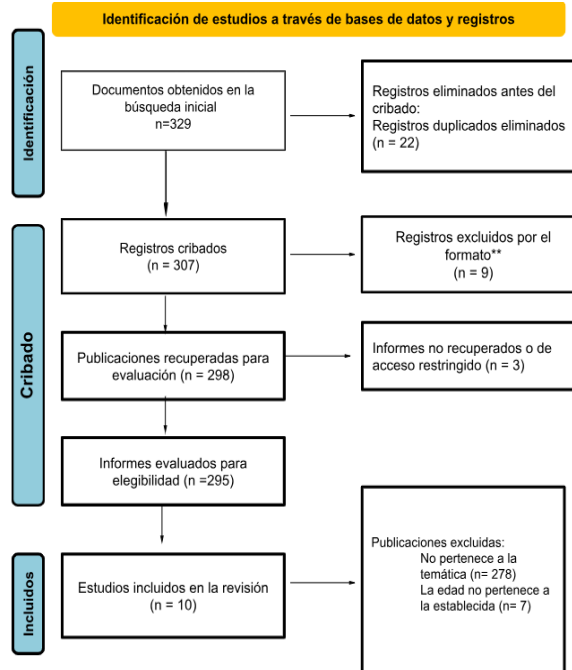 Identificación de estudios a través de bases de datos y registros
Identificación
Documentos obtenidos en la
búsqueda inicial
n=329
Registros eliminados antes del
cribado:
Registros duplicados eliminados
(n = 22)
Cribado
Registros cribados
(n = 307)
Registros excluidos por el
formato**
(n = 9)
Publicaciones recuperadas para
evaluación (n = 298)
Informes no recuperados o de
acceso restringido (n = 3)
Informes evaluados para
elegibilidad (n =295)
Publicaciones excluidas:
No pertenece a la
temática (n= 278)
La edad no pertenece a
la establecida (n= 7)
Incluidos
Estudios incluidos en la revisión
(n = 10)